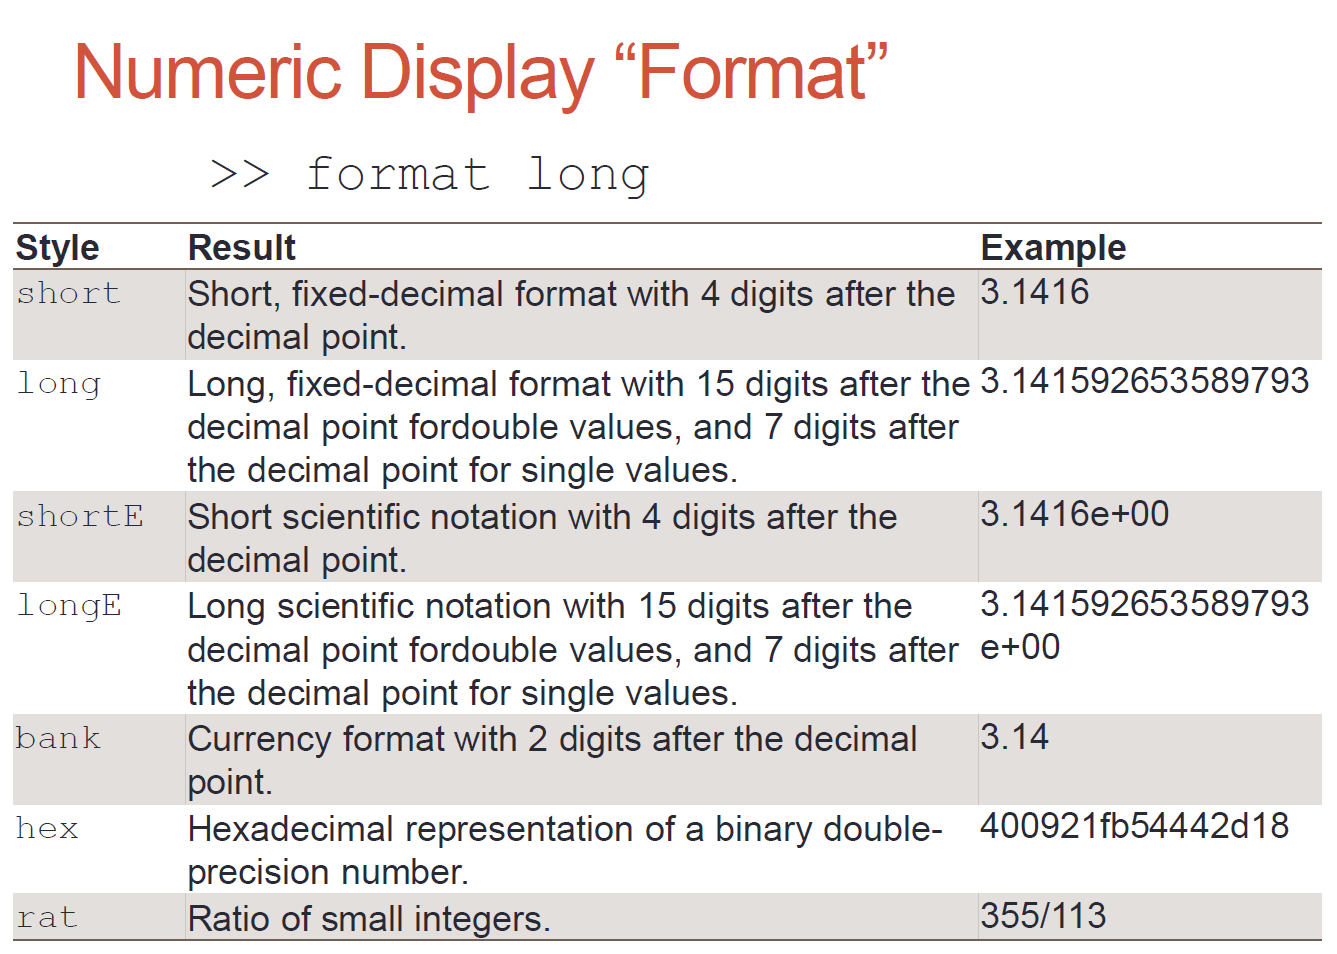 Numeric Display “Format”
>> format long
Style Result Example
short Short, fixed-decimal format with 4 digits after the 3.1416
decimal point.
long Long, fixed-decimal format with 15 digits after the 3.141592653589793
decimal point fordouble values, and 7 digits after
the decimal point for single values.
shortE Short scientific notation with 4 digits after the 3.1416e+00
decimal point.
longE Long scientific notation with 15 digits after the 3.141592653589793
decimal point fordouble values, and 7 digits after e+00
the decimal point for single values.
bank Currency format with 2 digits after the decimal 3.14
point.
hex Hexadecimal representation of a binary double- 400921fb54442d18
precision number.
rat Ratio of small integers. 355/113